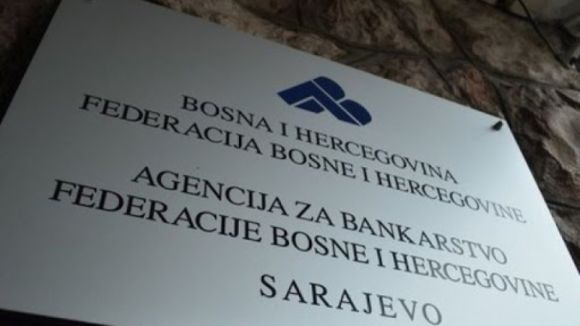 BOSNA I HERCEGOVINA
FEDERACIJA BOSNE I HERCEGOVINE
AGENCIJA ZA BANKARSTVO
FEDERACIJE BOSNE I HERCEGOVINE
SARAJEVO